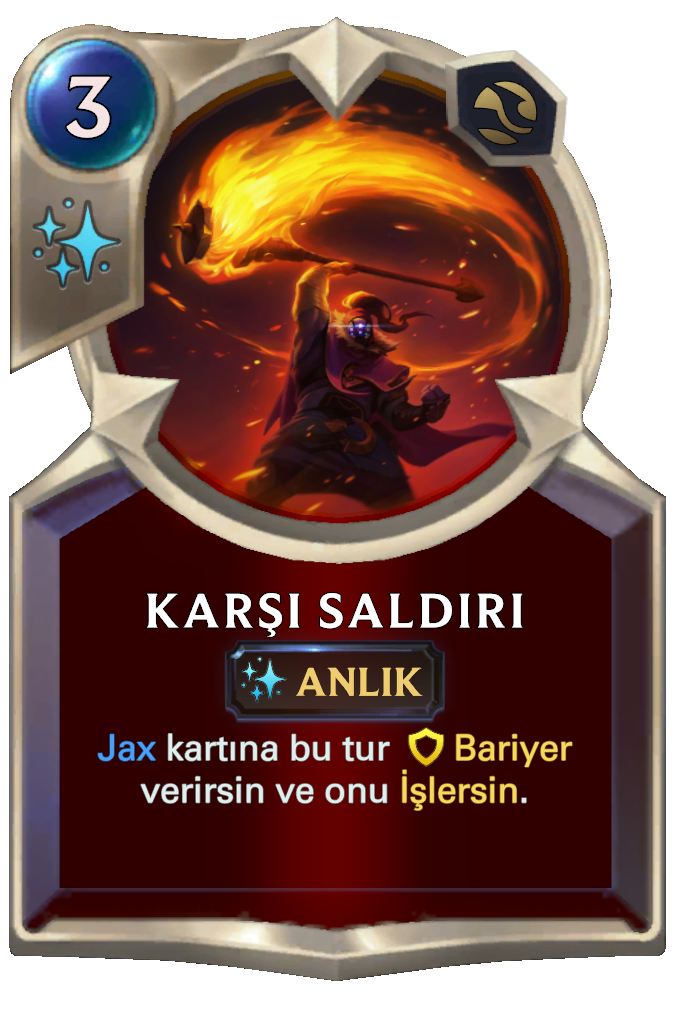 3
KARŞI SALDIRI
ANLIK
Jax kartına bu tur Bariyer
verirsin ve onu İşlersin.